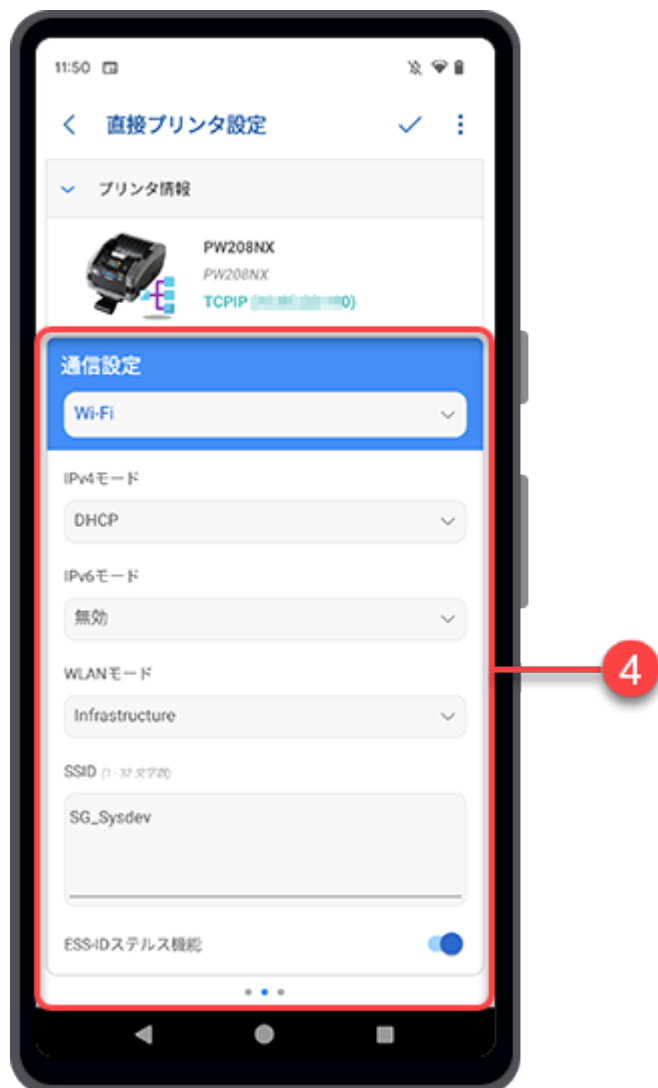 11:50
直接プリンタ設定
プリンタ情報
PW208NX
PW208NX
TCPIP (0)
通信設定
Wi-Fi
IPv4モード
DHCP
IPv6モード
無効
WLANモード
Infrastructure
SSID (1 - 32 文字数)
SG_Sysdev
ESS-IDステルス機能
4